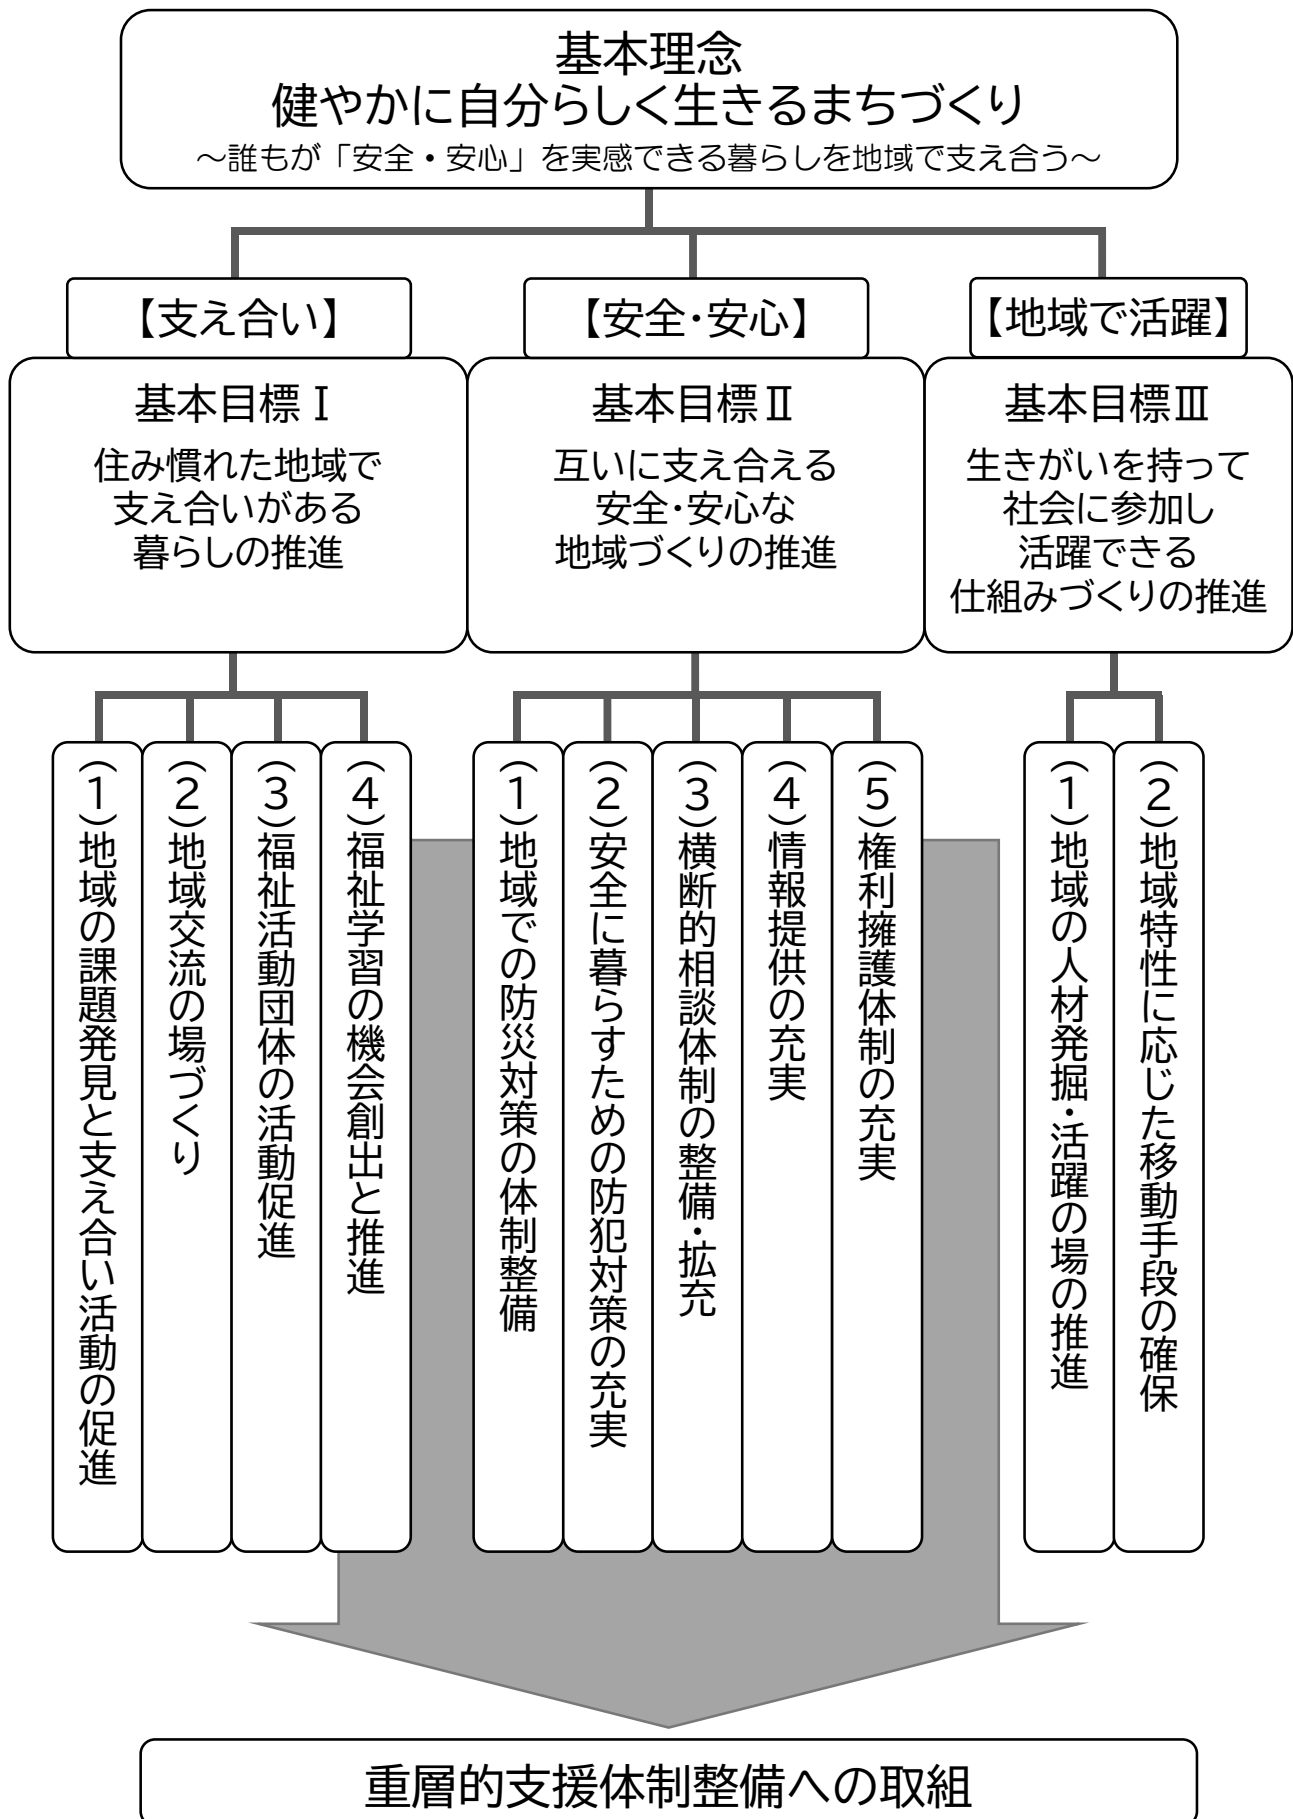 基本理念
健やかに自分らしく生きるまちづくり
～誰もが「安全・安心」を実感できる暮らしを地域で支え合う～
【支え合い】
基本目標Ⅰ
住み慣れた地域で
支え合いがある
暮らしの推進
(1)地域の課題発見と支え合い活動の促進
(2)地域交流の場づくり
(3)福祉活動団体の活動促進
(4)福祉学習の機会創出と推進
【安全・安心】
基本目標Ⅱ
互いに支え合える
安全・安心な
地域づくりの推進
(1)地域での防災対策の体制整備
(2)安全に暮らすための防犯対策の充実
(3)横断的相談体制の整備・拡充
(4)情報提供の充実
(5)権利擁護体制の充実
【地域で活躍】
基本目標Ⅲ
生きがいを持って
社会に参加し
活躍できる
仕組みづくりの推進
(1)地域の人材発掘・活躍の場の推進
(2)地域特性に応じた移動手段の確保
重層的支援体制整備への取組